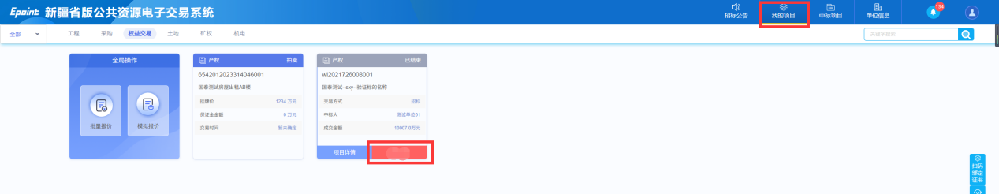 Epoint 新疆省版公共资源电子交易系统
招标公告 我的项目 中标项目 单位信息 134
全部 工程 采购 权益交易 土地 矿权 机电 关键字搜索
全局操作
批量报价 模拟报价
产权 拍卖
6542012023314046001
国泰测试房屋出租AB楼
挂牌价 1234 万元
保证金金额 0 万元
交易时间 暂未确定
产权 已结束
wl2021726008001
国泰测试--sxy--验证标的名称
交易方式 招标
中标人 测试单位01
成交金额 10007.0万元
项目详情
扫码
绑定
证书